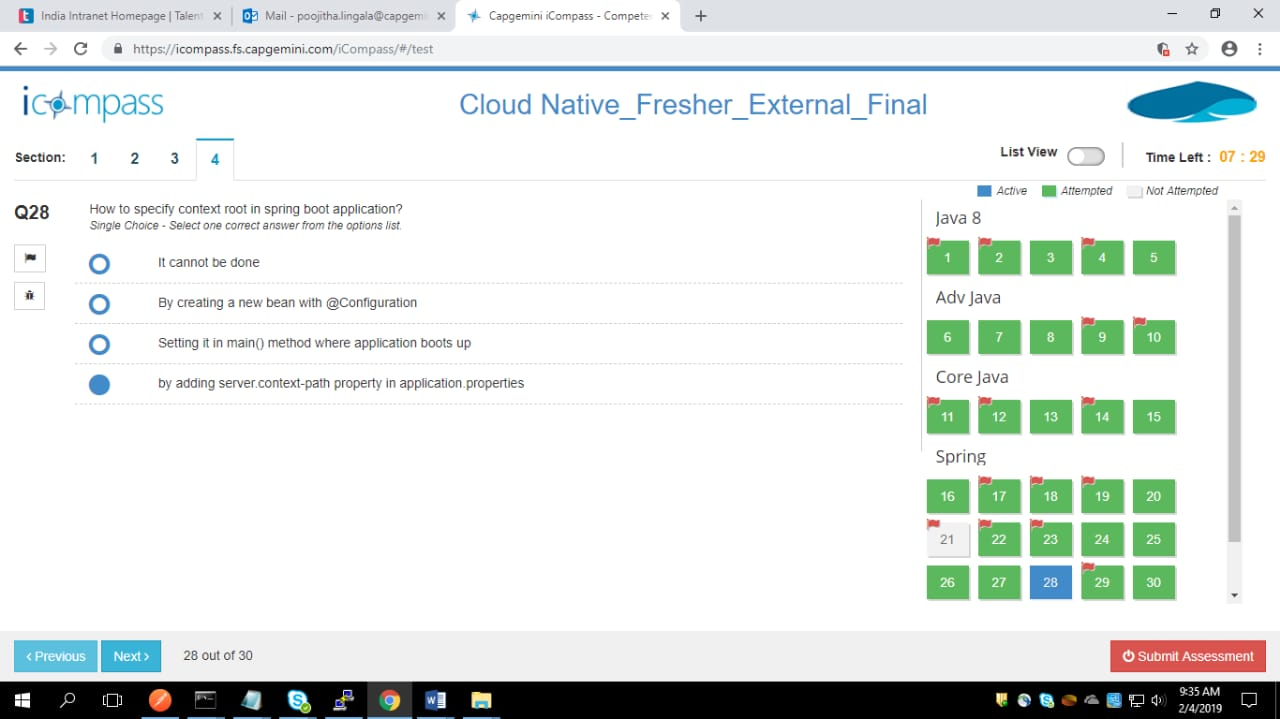 India Intranet Homepage | Talent
Mail - poojitha.lingala@capgemi
Capgemini iCompass - Compete
https://icompass.fs.capgemini.com/iCompass/#/test
icompass
Cloud Native_Fresher_External_Final
Section: 1 2 3 4
List View
Time Left : 07 : 29
Active Attempted Not Attempted
Q28
How to specify context root in spring boot application?
Single Choice - Select one correct answer from the options list.
It cannot be done
By creating a new bean with @Configuration
Setting it in main() method where application boots up
by adding server.context-path property in application.properties
Java 8
1 2 3 4 5
Adv Java
6 7 8 9 10
Core Java
11 12 13 14 15
Spring
16 17 18 19 20
21 22 23 24 25
26 27 28 29 30
< Previous
Next >
28 out of 30
Submit Assessment
9:35 AM
2/4/2019